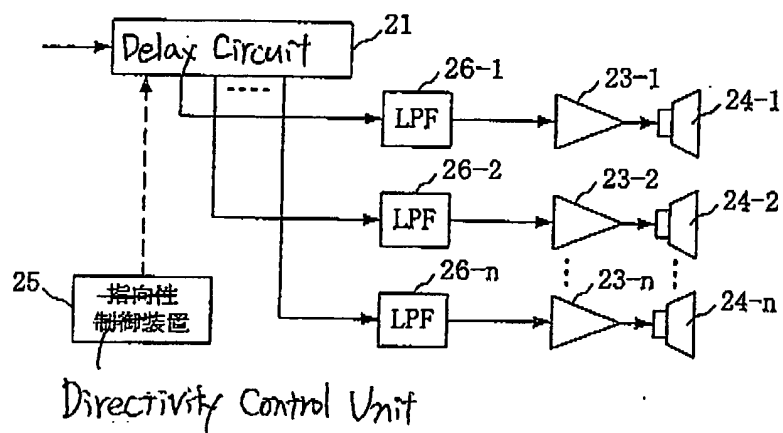 Delay Circuit
21
26-1
23-1
24-1
LPF
26-2
23-2
24-2
LPF
25
指向性
制御装置
26-n
23-n
24-n
LPF
Directivity Control Unit